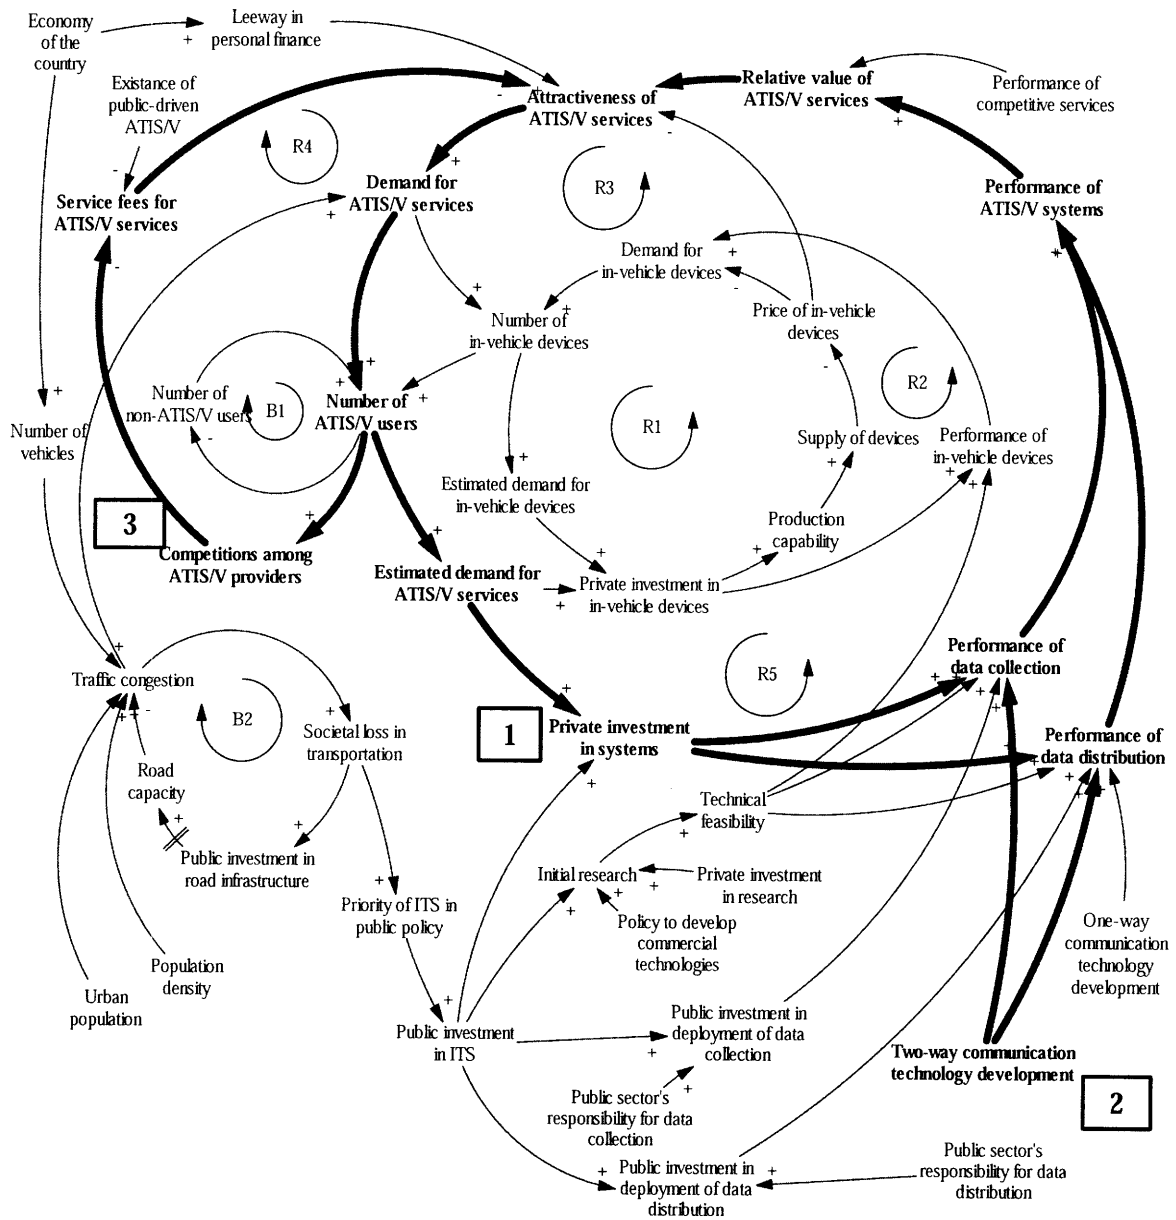 Economy
of the
country
Leeway in
personal finance
Existance of
public-driven
ATIS/V
Attractiveness of
ATIS/V services
Relative value of
ATIS/V services
Performance of
competitive services
R4
R3
Service fees for
ATIS/V services
Demand for
ATIS/V services
Performance of
ATIS/V systems
Demand for
in-vehicle devices
Number of
in-vehicle devices
Price of in-vehicle
devices
Number of
non-ATIS/V users
B1
Number of
ATIS/V users
R1
R2
Number of
vehicles
Supply of devices
Performance of
in-vehicle devices
Estimated demand for
in-vehicle devices
3
Production
capability
Competitions among
ATIS/V providers
Estimated demand for
ATIS/V services
Private investment in
in-vehicle devices
Traffic congestion
B2
Societal loss in
transportation
R5
Performance of
data collection
1
Private investment
in systems
Performance of
data distribution
Road
capacity
Technical
feasibility
Public investment in
road infrastructure
Initial research
Private investment
in research
Priority of ITS in
public policy
Policy to develop
commercial
technologies
One-way
communication
technology
development
Population
density
Urban
population
Public investment
in ITS
Public investment in
deployment of data
collection
Two-way communication
technology development
2
Public sector's
responsibility for data
collection
Public investment in
deployment of data
distribution
Public sector's
responsibility for data
distribution